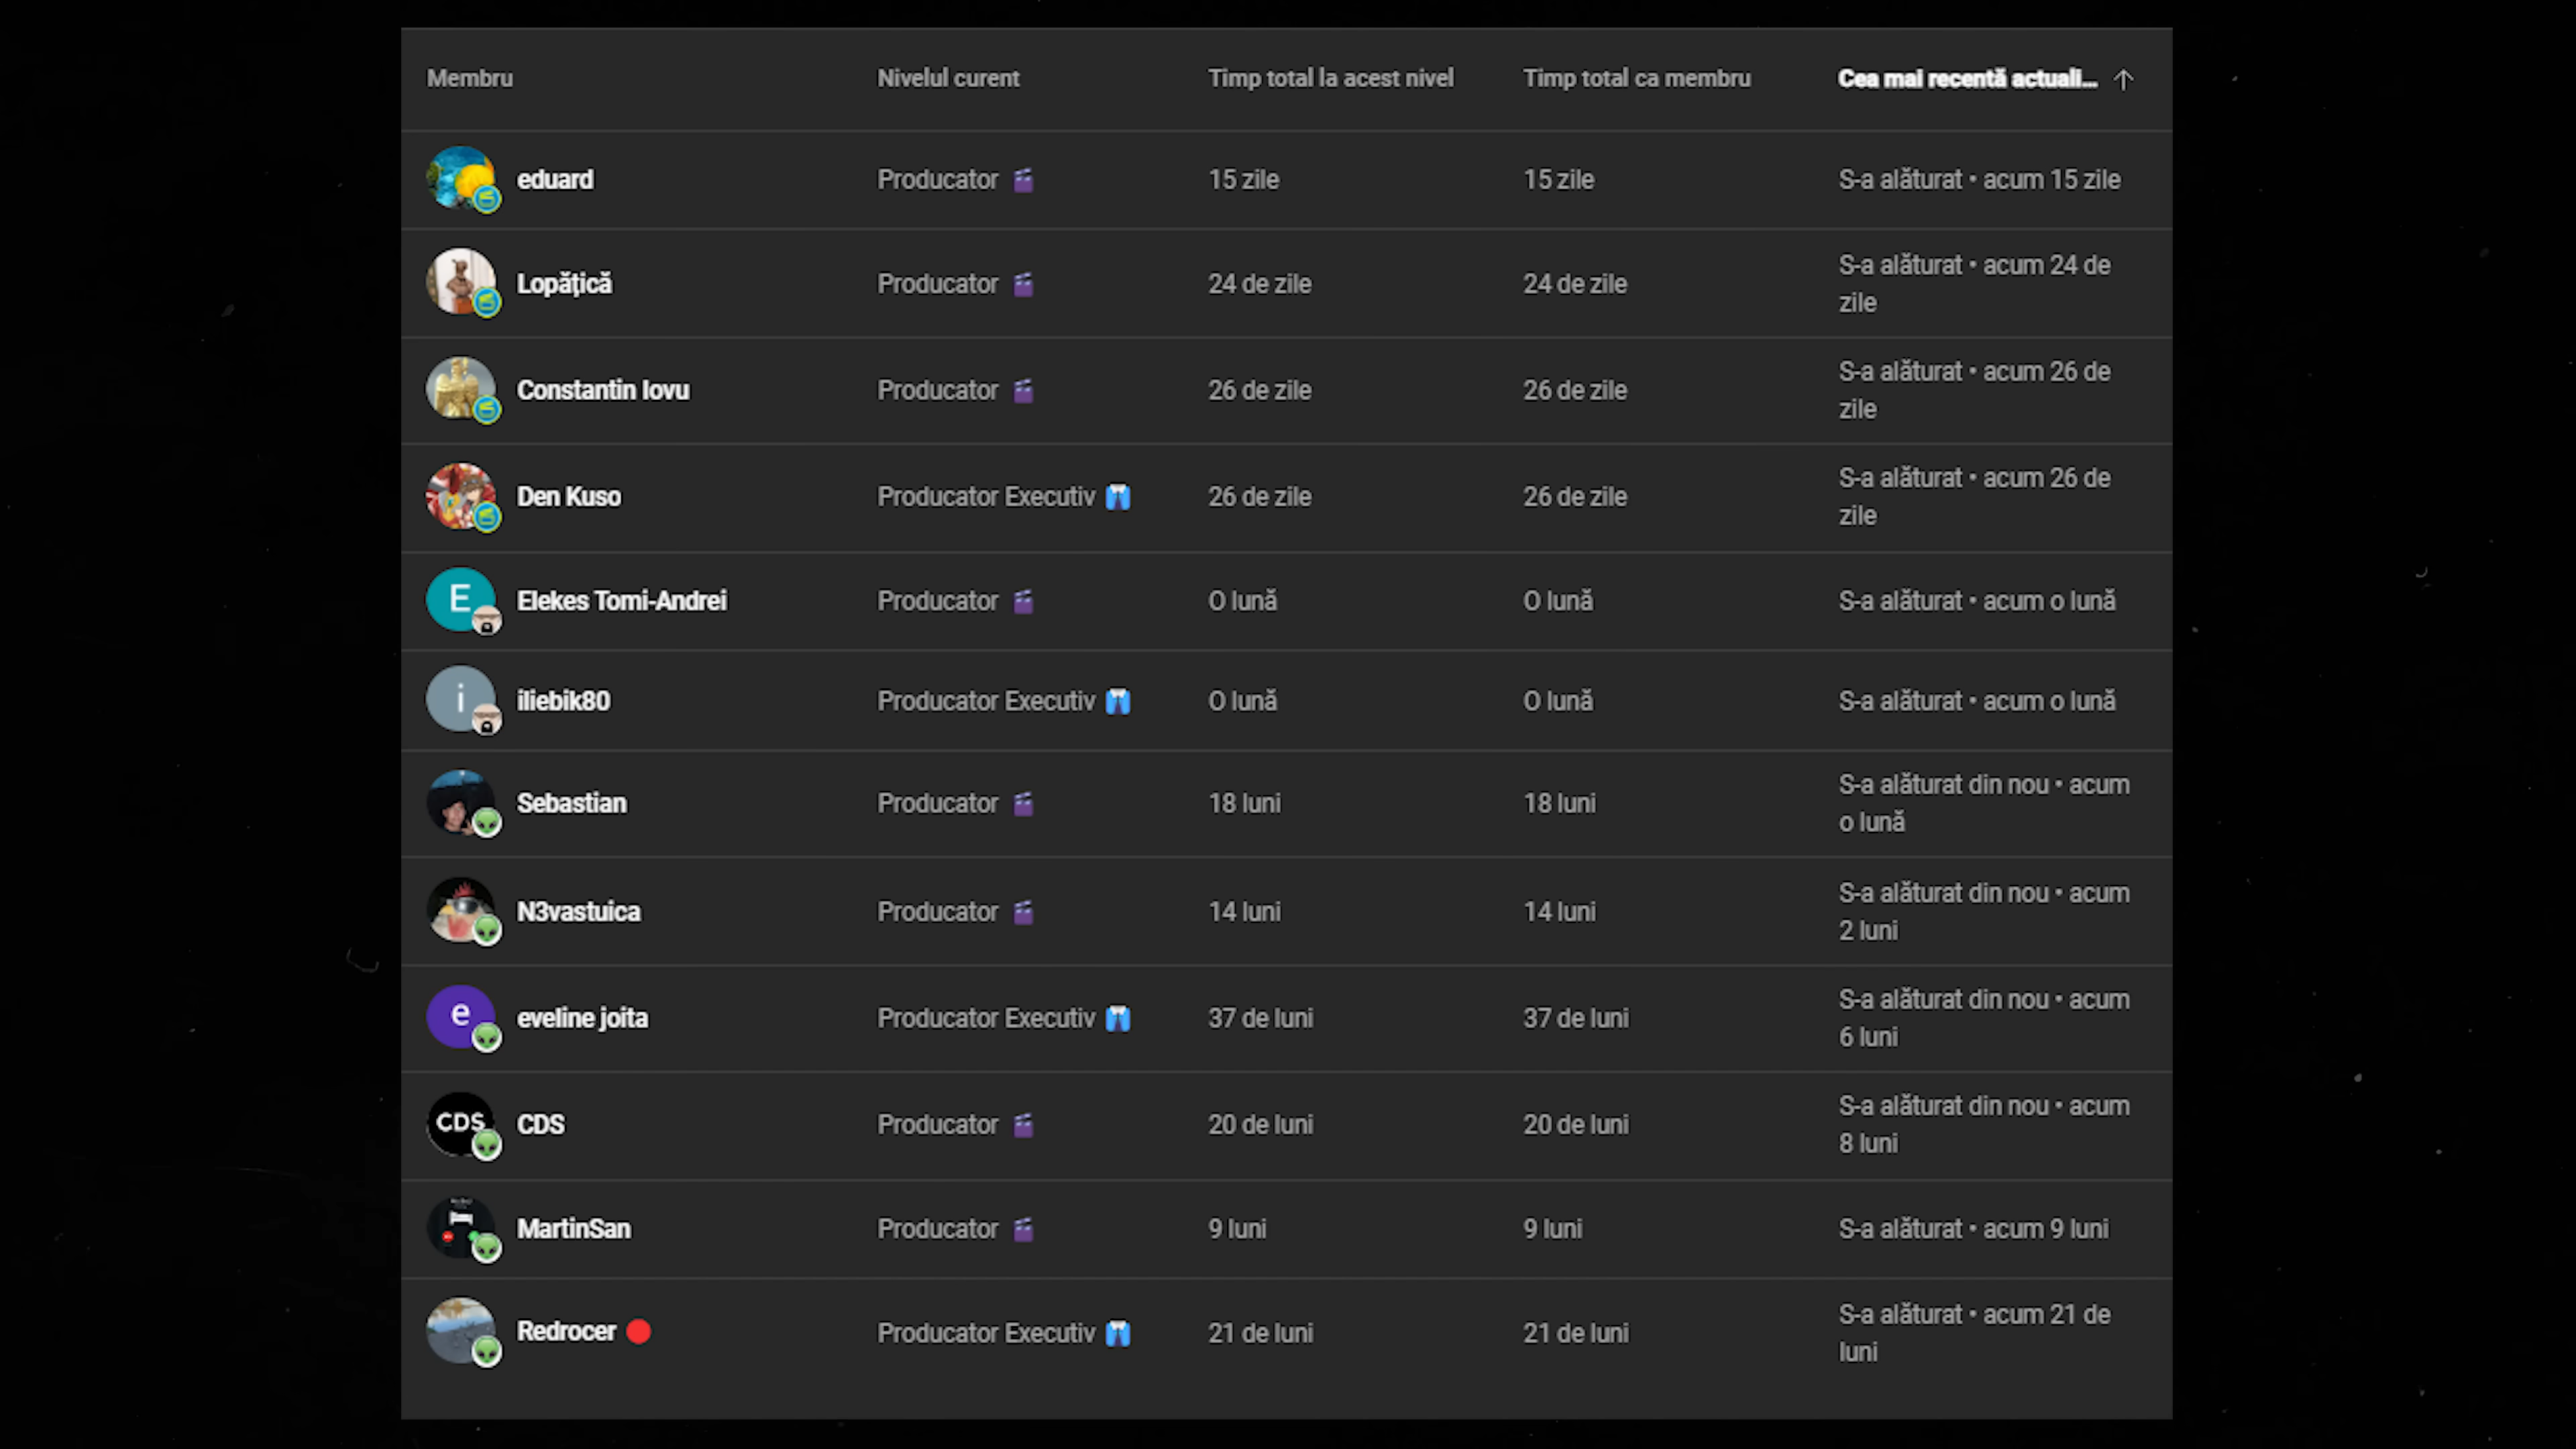 Membru Nivelul curent Timp total la acest nivel Timp total ca membru Cea mai recentă actuali...
eduard Producator 15 zile 15 zile S-a alăturat • acum 15 zile
Lopățică Producator 24 de zile 24 de zile S-a alăturat • acum 24 de
zile
Constantin Iovu Producator 26 de zile 26 de zile S-a alăturat • acum 26 de
zile
Den Kuso Producator Executiv 26 de zile 26 de zile S-a alăturat • acum 26 de
zile
E Elekes Tomi-Andrei Producator O lună O lună S-a alăturat • acum o lună
i iliebik80 Producator Executiv O lună O lună S-a alăturat • acum o lună
Sebastian Producator 18 luni 18 luni S-a alăturat din nou • acum
o lună
N3vastuica Producator 14 luni 14 luni S-a alăturat din nou • acum
2 luni
e eveline joita Producator Executiv 37 de luni 37 de luni S-a alăturat din nou • acum
6 luni
CDS CDS Producator 20 de luni 20 de luni S-a alăturat din nou • acum
8 luni
MartinSan Producator 9 luni 9 luni S-a alăturat • acum 9 luni
Redrocer Producator Executiv 21 de luni 21 de luni S-a alăturat • acum 21 de
luni